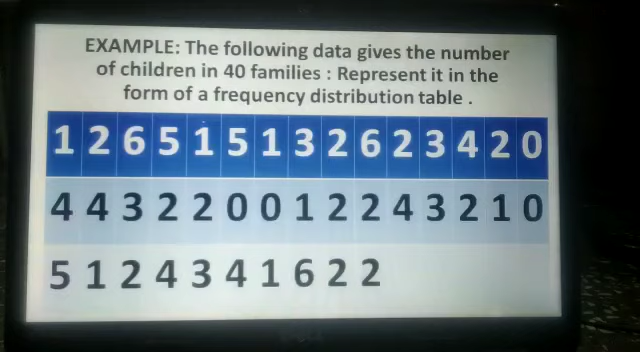 EXAMPLE: The following data gives the number
of children in 40 families : Represent it in the
form of a frequency distribution table .
1 2 6 5 1 5 1 3 2 6 2 3 4 2 0
4 4 3 2 2 0 0 1 2 2 4 3 2 1 0
5 1 2 4 3 4 1 6 2 2